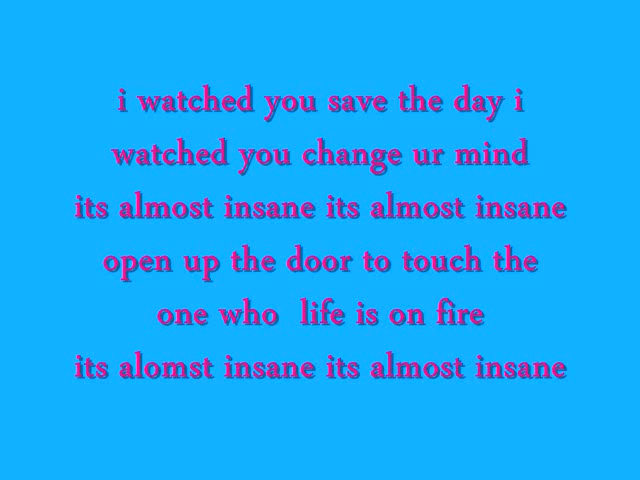 i watched you save the day i
watched you change ur mind
its almost insane its almost insane
open up the door to touch the
one who  life is on fire
its alomst insane its almost insane